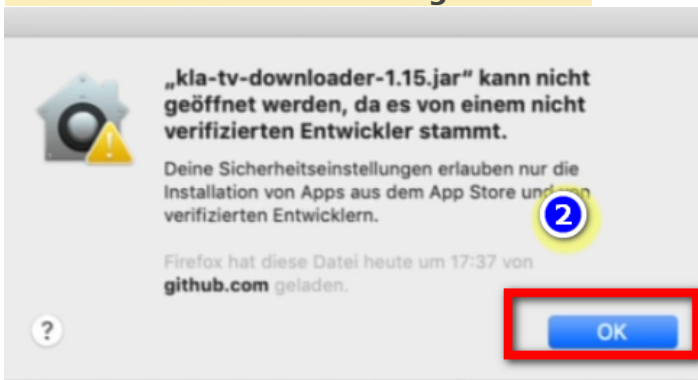 „kla-tv-downloader-1.15.jar“ kann nicht
geöffnet werden, da es von einem nicht
verifizierten Entwickler stammt.
Deine Sicherheitseinstellungen erlauben nur die
Installation von Apps aus dem App Store und von
verifizierten Entwicklern.
2
Firefox hat diese Datei heute um 17:37 von
github.com geladen.
?
OK